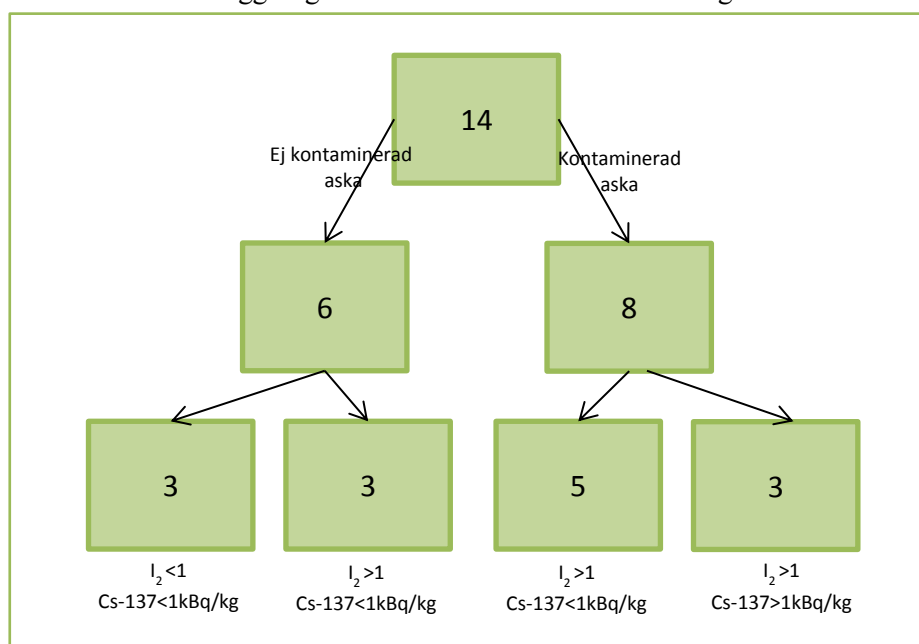 14
Ej kontaminerad
aska
Kontaminerad
aska
6
8
3
3
5
3
I₂<1
Cs-137<1kBq/kg
I₂>1
Cs-137<1kBq/kg
I₂>1
Cs-137<1kBq/kg
I₂>1
Cs-137>1kBq/kg